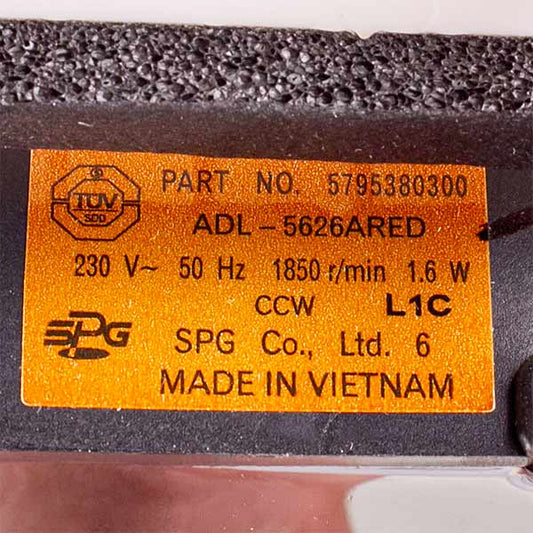 TÜV
SDD
PART NO. 5795380300
ADL-5626ARED
230 V~ 50 Hz 1850 r/min 1.6 W
CCW L1C
SPG
SPG Co., Ltd. 6
MADE IN VIETNAM